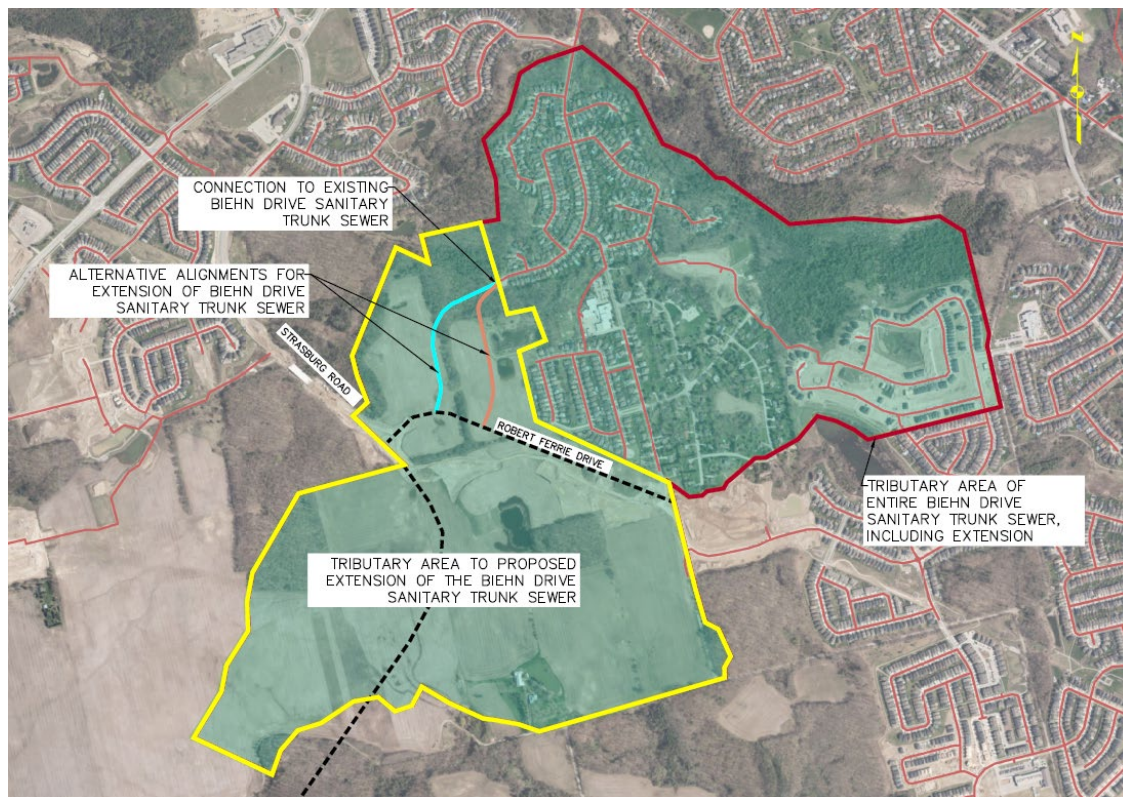 CONNECTION TO EXISTING
BIEHN DRIVE SANITARY
TRUNK SEWER
ALTERNATIVE ALIGNMENTS FOR
EXTENSION OF BIEHN DRIVE
SANITARY TRUNK SEWER
STRASBURG ROAD
ROBERT FERRIE DRIVE
TRIBUTARY AREA OF
ENTIRE BIEHN DRIVE
SANITARY TRUNK SEWER,
INCLUDING EXTENSION
TRIBUTARY AREA TO PROPOSED
EXTENSION OF THE BIEHN DRIVE
SANITARY TRUNK SEWER